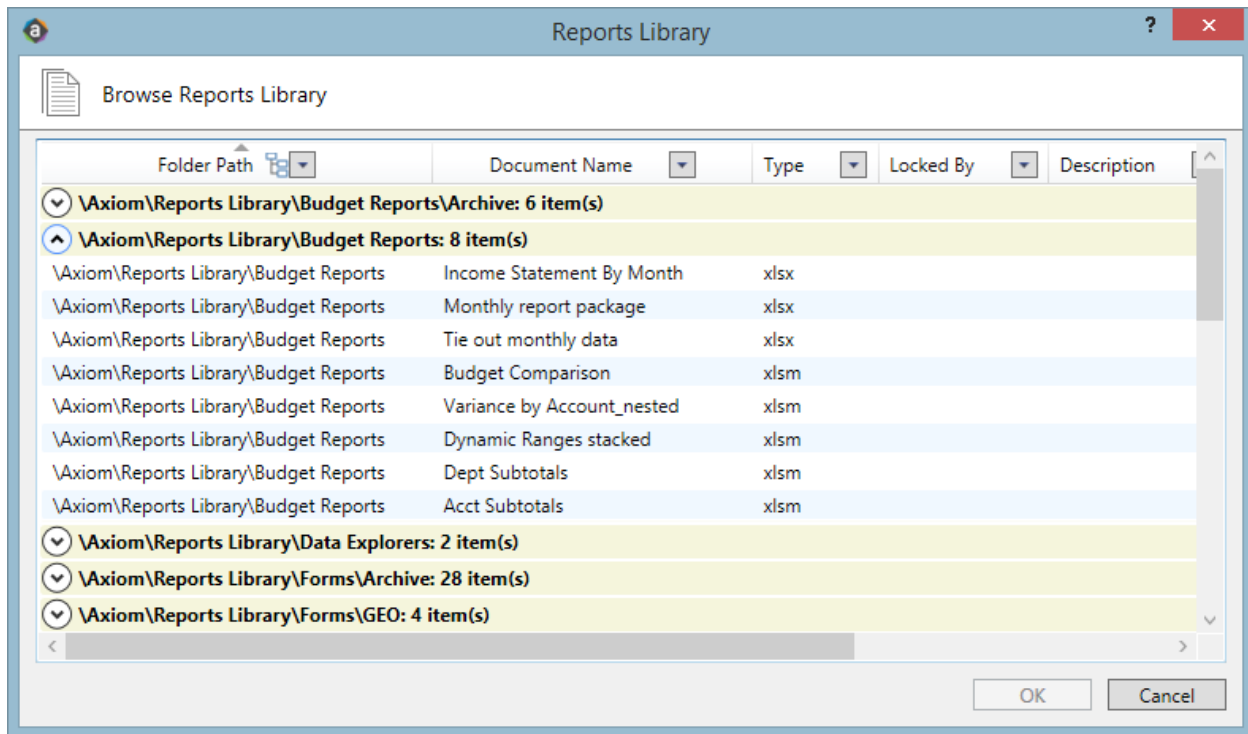 Reports Library ? ×
Browse Reports Library
Folder Path Document Name Type Locked By Description
\Axiom\Reports Library\Budget Reports\Archive: 6 item(s)
\Axiom\Reports Library\Budget Reports: 8 item(s)
\Axiom\Reports Library\Budget Reports Income Statement By Month xlsx
\Axiom\Reports Library\Budget Reports Monthly report package xlsx
\Axiom\Reports Library\Budget Reports Tie out monthly data xlsx
\Axiom\Reports Library\Budget Reports Budget Comparison xlsm
\Axiom\Reports Library\Budget Reports Variance by Account_nested xlsm
\Axiom\Reports Library\Budget Reports Dynamic Ranges stacked xlsm
\Axiom\Reports Library\Budget Reports Dept Subtotals xlsm
\Axiom\Reports Library\Budget Reports Acct Subtotals xlsm
\Axiom\Reports Library\Data Explorers: 2 item(s)
\Axiom\Reports Library\Forms\Archive: 28 item(s)
\Axiom\Reports Library\Forms\GEO: 4 item(s)
OK Cancel